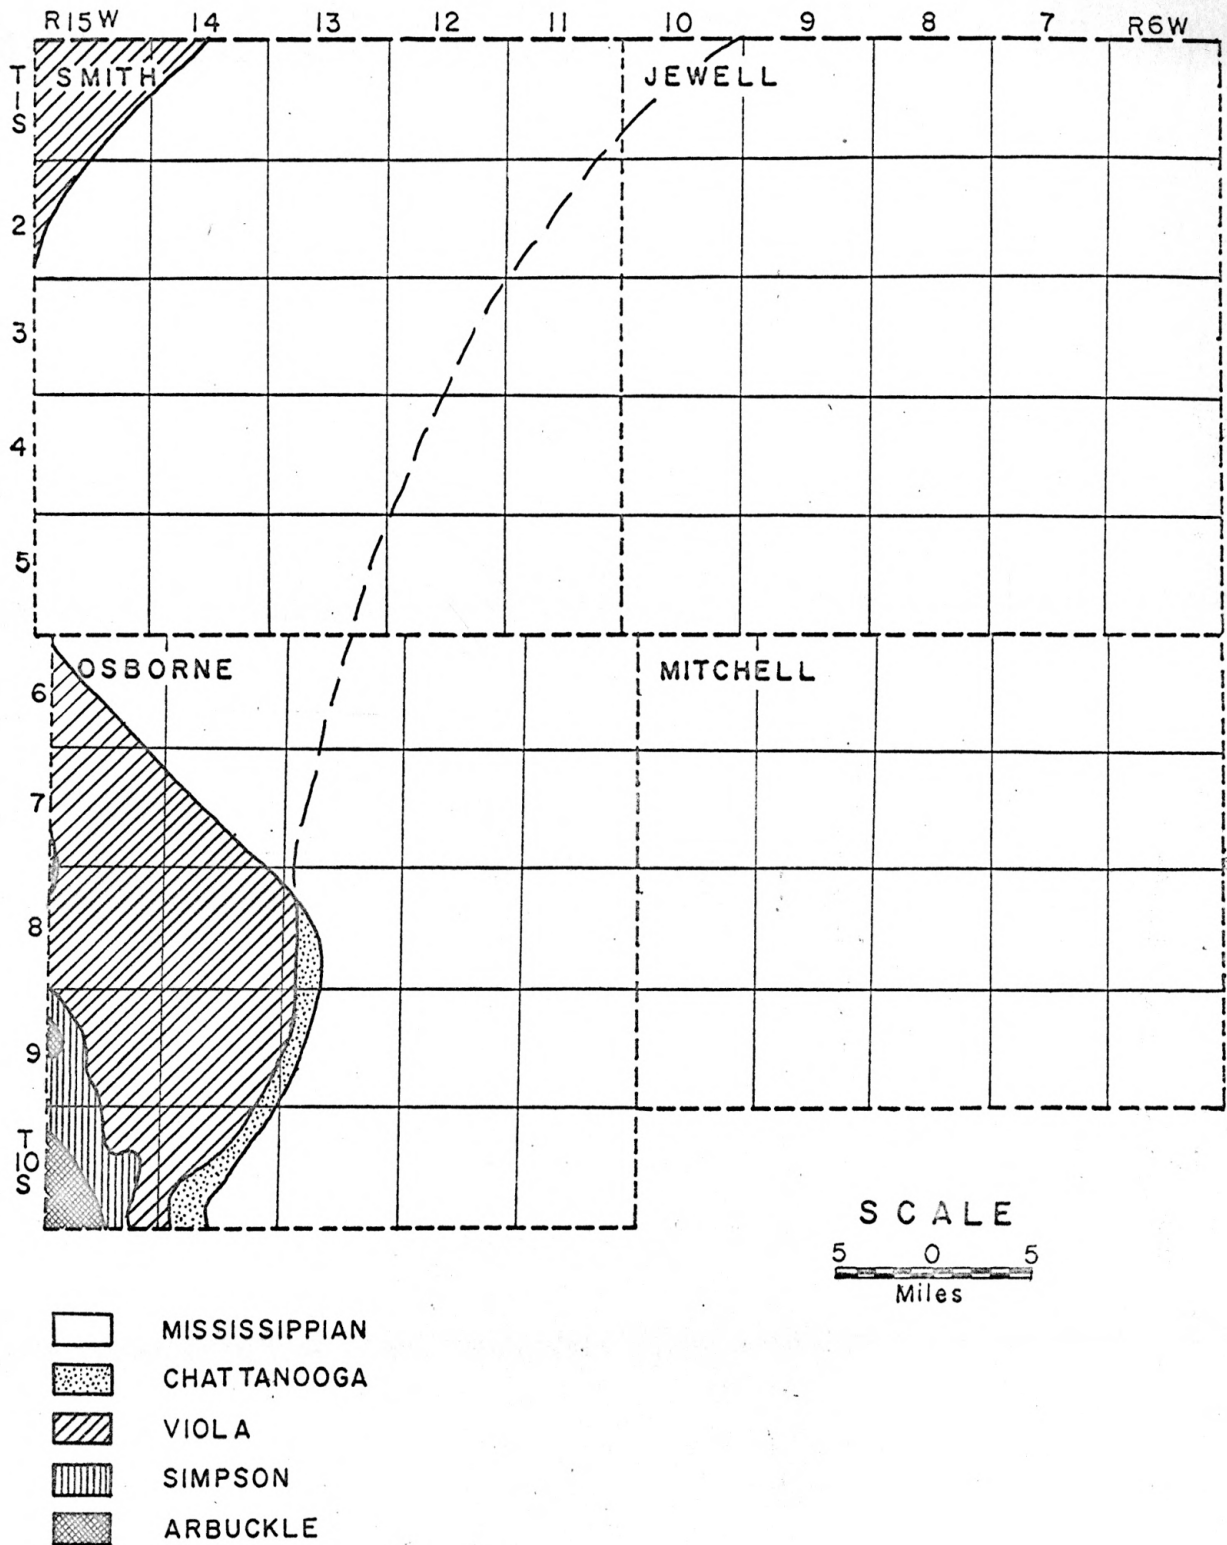 R15W 14 13 12 11 10 9 8 7 R6W
T
1
S
SMITH JEWELL
2
3
4
5
OSBORNE MITCHELL
6
7
8
9
T
10
S
SCALE
5 0 5
Miles
MISSISSIPPIAN
CHATTANOOGA
VIOLA
SIMPSON
ARBUCKLE